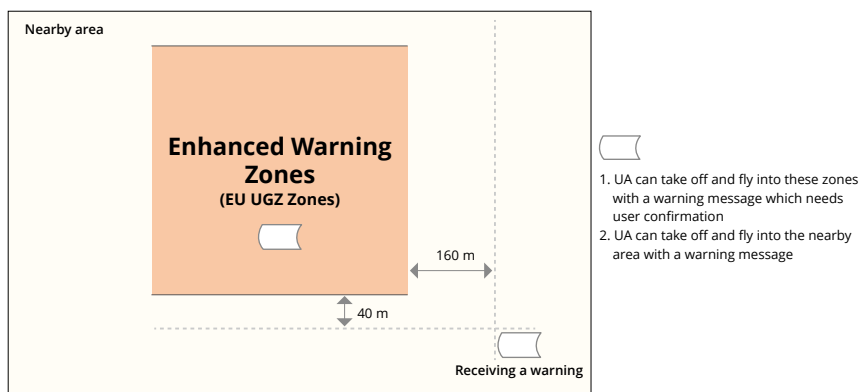 Nearby area
Enhanced Warning
Zones
(EU UGZ Zones)
160 m
40 m
Receiving a warning
1. UA can take off and fly into these zones
with a warning message which needs
user confirmation
2. UA can take off and fly into the nearby
area with a warning message